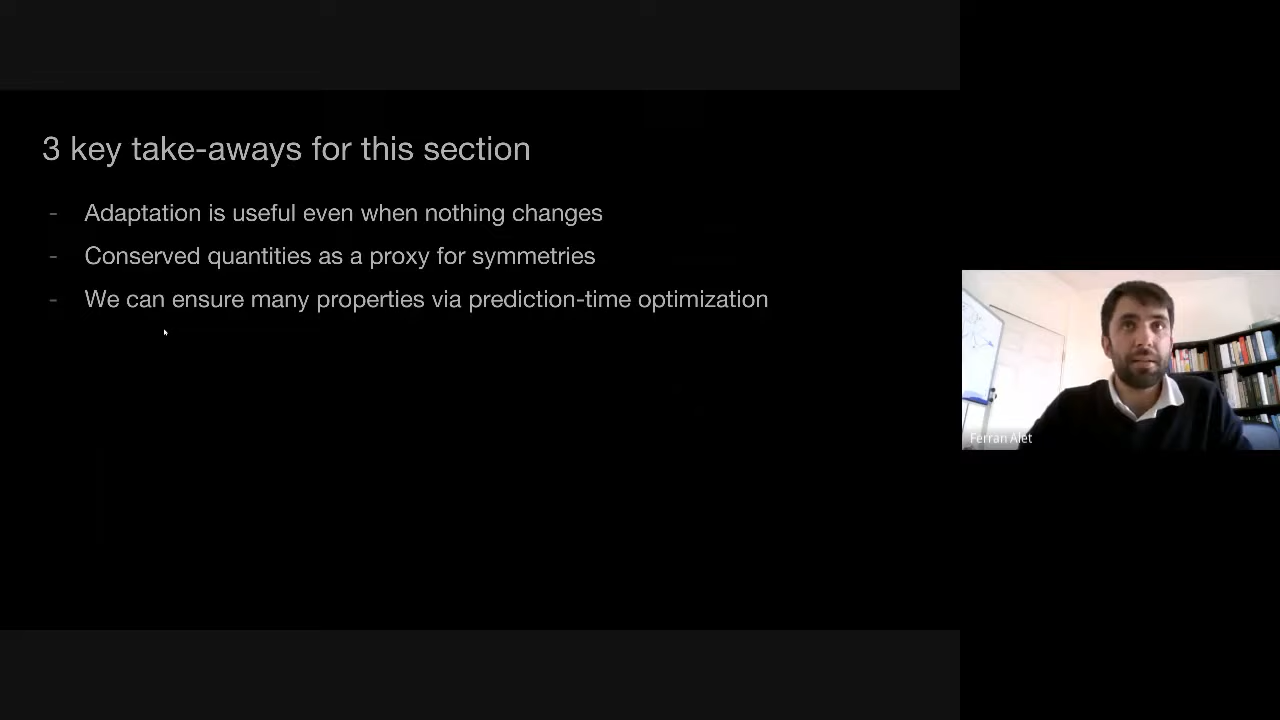 3 key take-aways for this section
- Adaptation is useful even when nothing changes
- Conserved quantities as a proxy for symmetries
- We can ensure many properties via prediction-time optimization
Ferran Alet